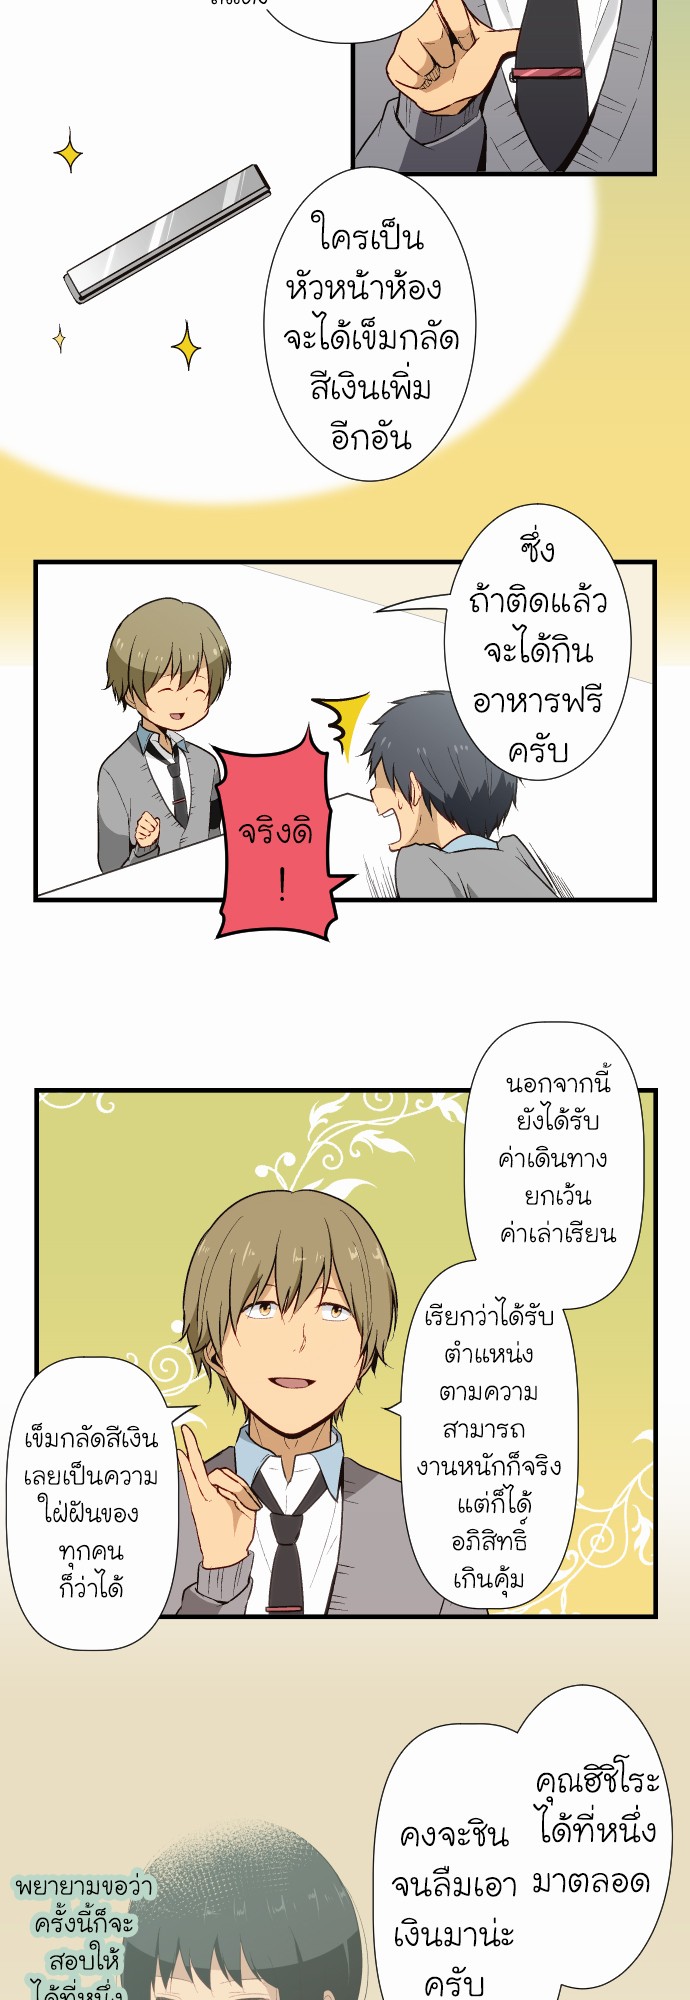 ใครเป็น
หัวหน้าห้อง
จะได้เข็มกลัด
สีเงินเพิ่ม
อีกอัน
ซึ่ง
ถ้าติดแล้ว
จะได้กิน
อาหารฟรี
ครับ
จริงดิ
!
นอกจากนี้
ยังได้รับ
ค่าเดินทาง
ยกเว้น
ค่าเล่าเรียน
เรียกว่าได้รับ
ตำแหน่ง
ตามความ
สามารถ
งานหนักก็จริง
แต่ก็ได้
อภิสิทธิ์
เกินคุ้ม
เข็มกลัดสีเงิน
เลยเป็นความ
ใฝ่ฝันของ
ทุกคน
ก็ว่าได้
คุณฮิชิโระ
ได้ที่หนึ่ง
มาตลอด
คงจะชิน
จนลืมเอา
เงินมาน่ะ
ครับ
พยายามขอว่า
ครั้งนี้ก็จะ
สอบให้
ได้ที่หนึ่ง